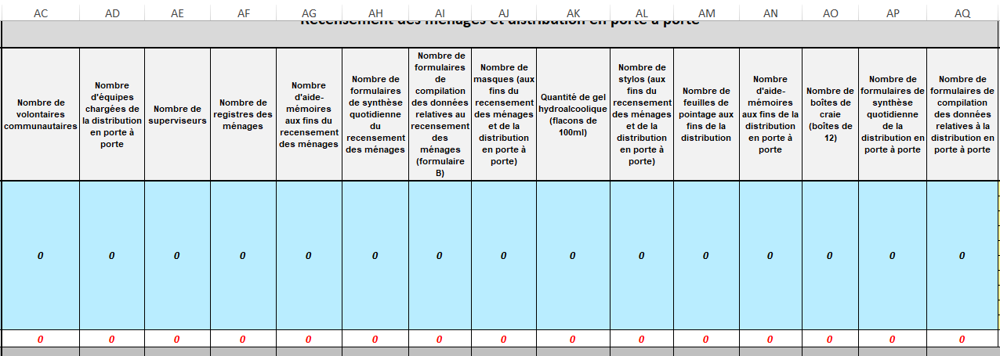 AC AD AE AF AG AH AI AJ AK AL AM AN AO AP AQ
Recensement des ménages et distribution en porte à porte
Nombre de
volontaires
communautaires
Nombre
d'équipes
chargées de
la distribution
en porte à
porte
Nombre de
superviseurs
Nombre de
registres des
ménages
Nombre
d'aide-
mémoires
aux fins du
recensement
des ménages
Nombre de
formulaires
de synthèse
quotidienne
du
recensement
des ménages
Nombre de
formulaires
de
compilation
des données
relatives au
recensement
des
ménages
(formulaire
B)
Nombre de
masques (aux
fins du
recensement
des ménages
et de la
distribution
en porte à
porte)
Quantité de gel
hydroalcoolique
(flacons de
100ml)
Nombre de
stylos (aux
fins du
recensement
des ménages
et de la
distribution
en porte à
porte)
Nombre de
feuilles de
pointage aux
fins de la
distribution
Nombre
d'aide-
mémoires
aux fins de la
distribution
en porte à
porte
Nombre de
boîtes de
craie
(boîtes de
12)
Nombre de
formulaires de
synthèse
quotidienne
de la
distribution en
porte à porte
Nombre de
formulaires de
compilation
des données
relatives à la
distribution en
porte à porte
0 0 0 0 0 0 0 0 0 0 0 0 0 0 0
0 0 0 0 0 0 0 0 0 0 0 0 0 0 0